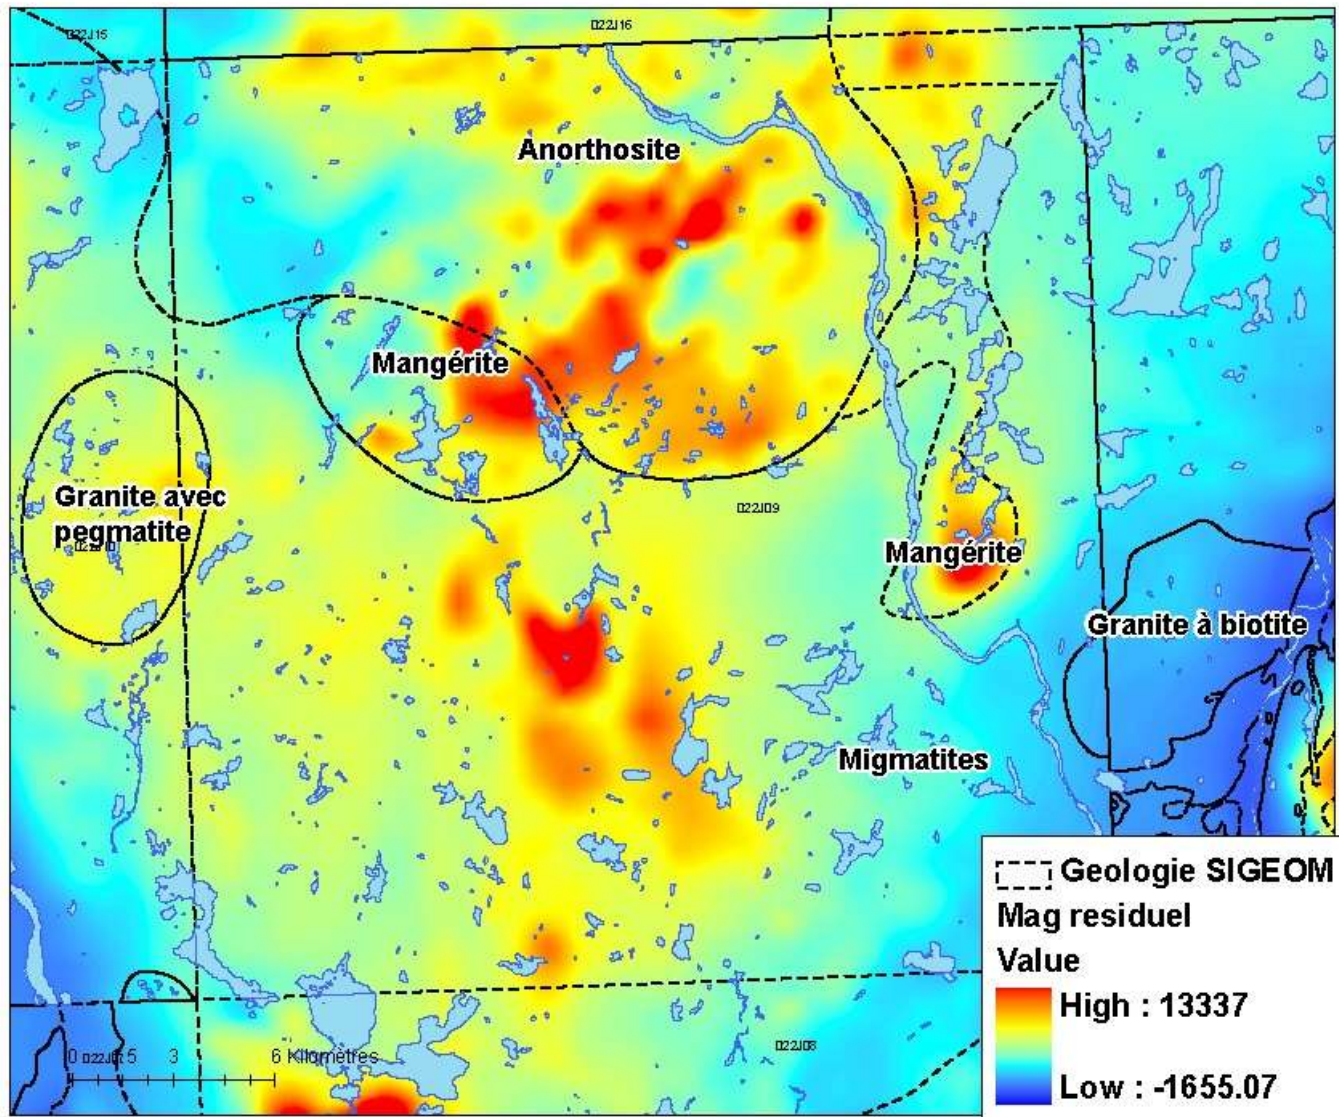 022J15
022J16
Anorthosite
Mangérite
Granite avec
pegmatite
022J09
Mangérite
Granite à biotite
Migmatites
Geologie SIGEOM
Mag residuel
Value
High : 13337
Low : -1655.07
0
3
6 Kilomètres
022J08